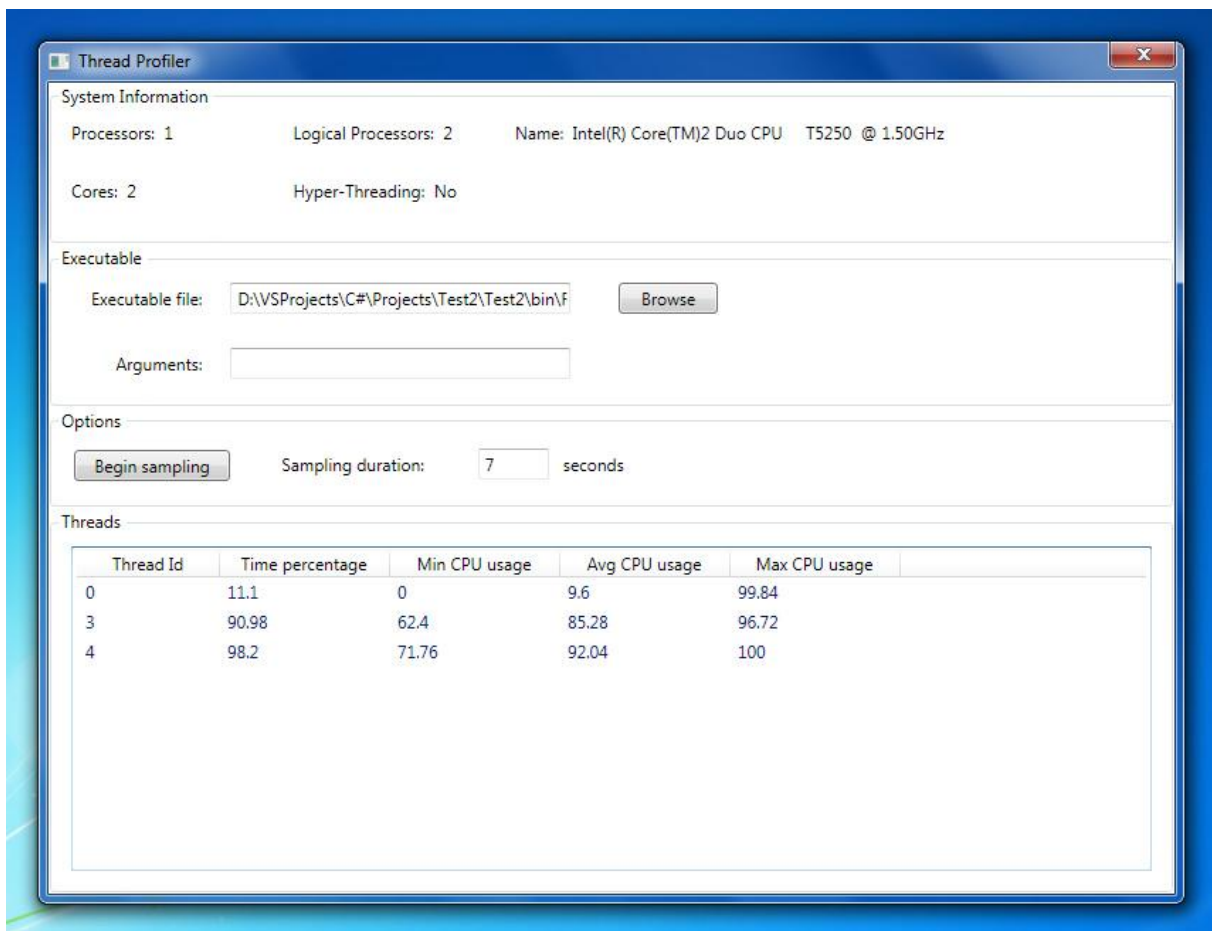 Thread Profiler
System Information
Processors: 1 Logical Processors: 2 Name: Intel(R) Core(TM)2 Duo CPU T5250 @ 1.50GHz
Cores: 2 Hyper-Threading: No
Executable
Executable file: D:\VSProjects\C#\Projects\Test2\Test2\bin\ Browse
Arguments:
Options
Begin sampling Sampling duration: 7 seconds
Threads
Thread Id Time percentage Min CPU usage Avg CPU usage Max CPU usage
0 11.1 0 9.6 99.84
3 90.98 62.4 85.28 96.72
4 98.2 71.76 92.04 100